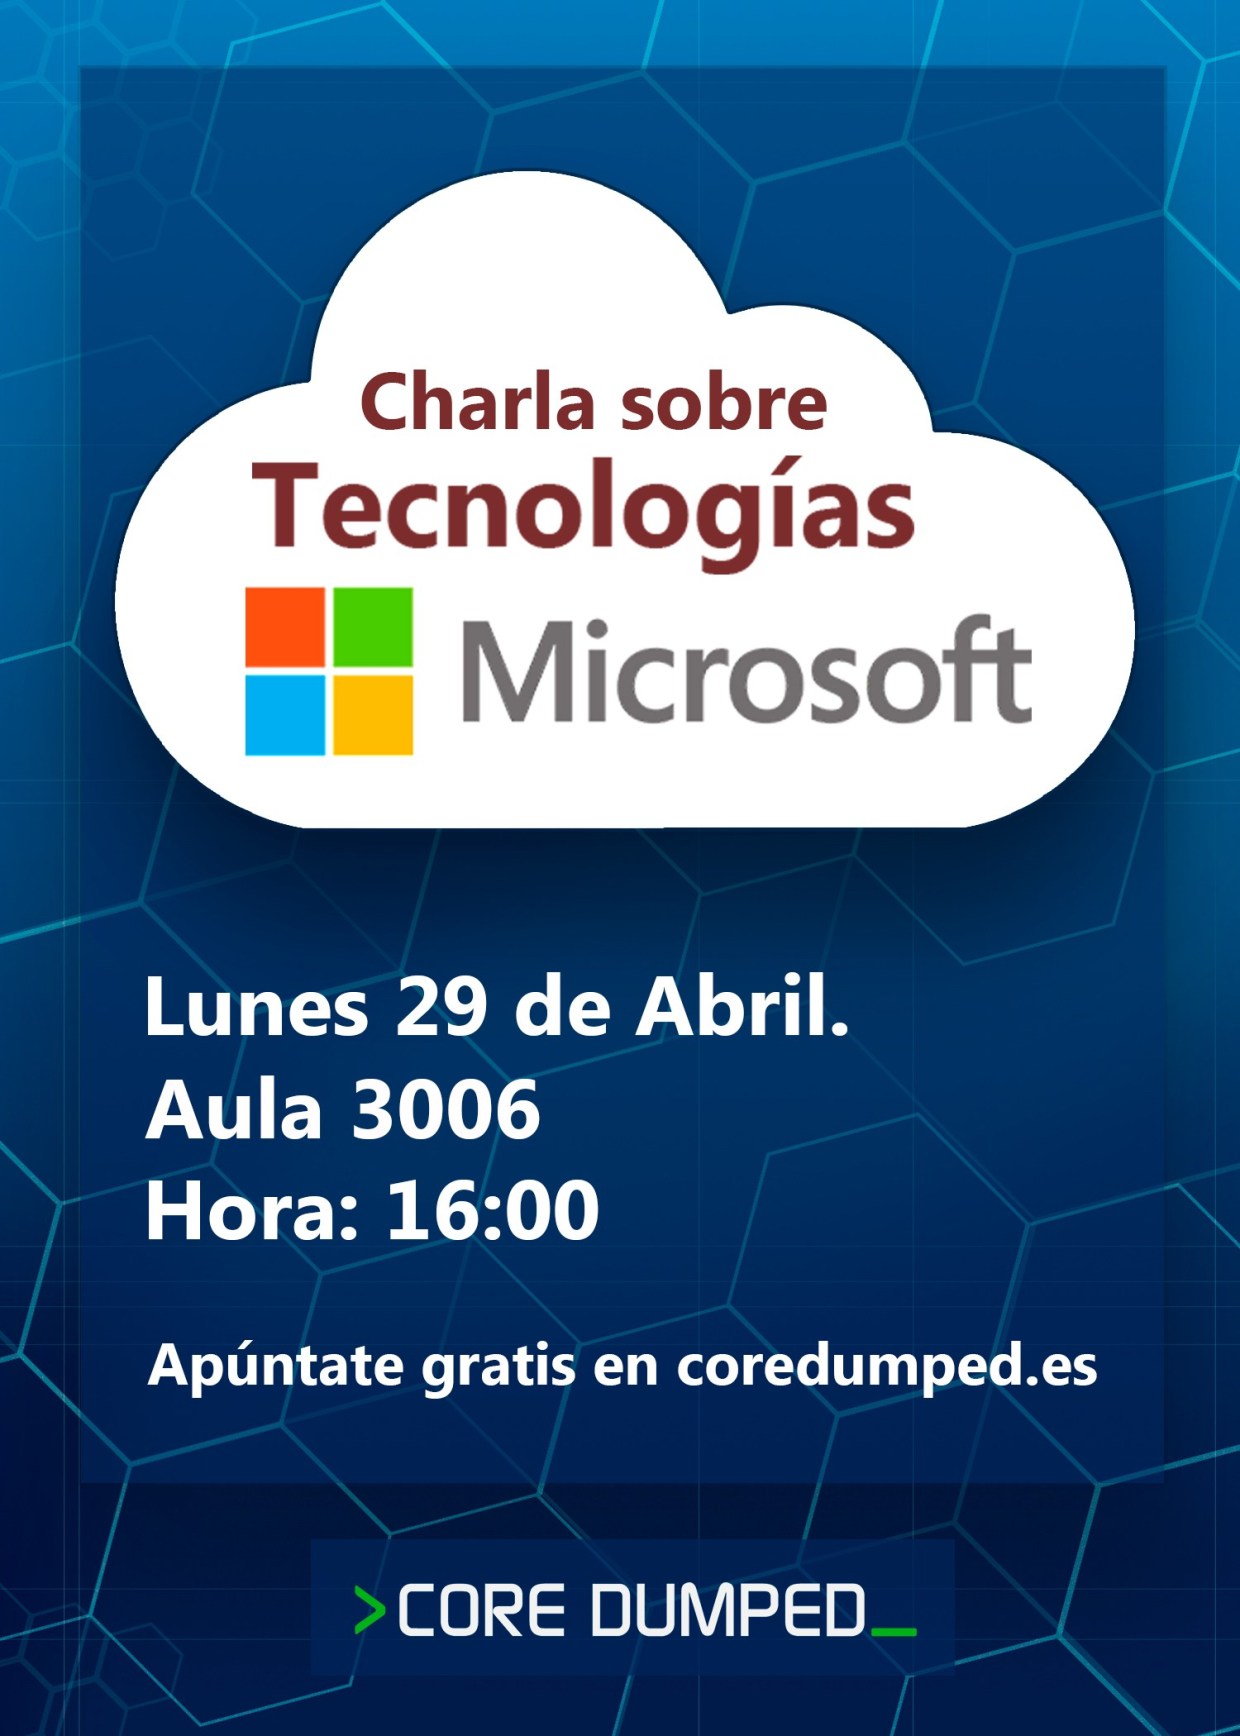 Charla sobre
Tecnologías
Microsoft
Lunes 29 de Abril.
Aula 3006
Hora: 16:00
Apúntate gratis en coredumped.es
>CORE DUMPED_